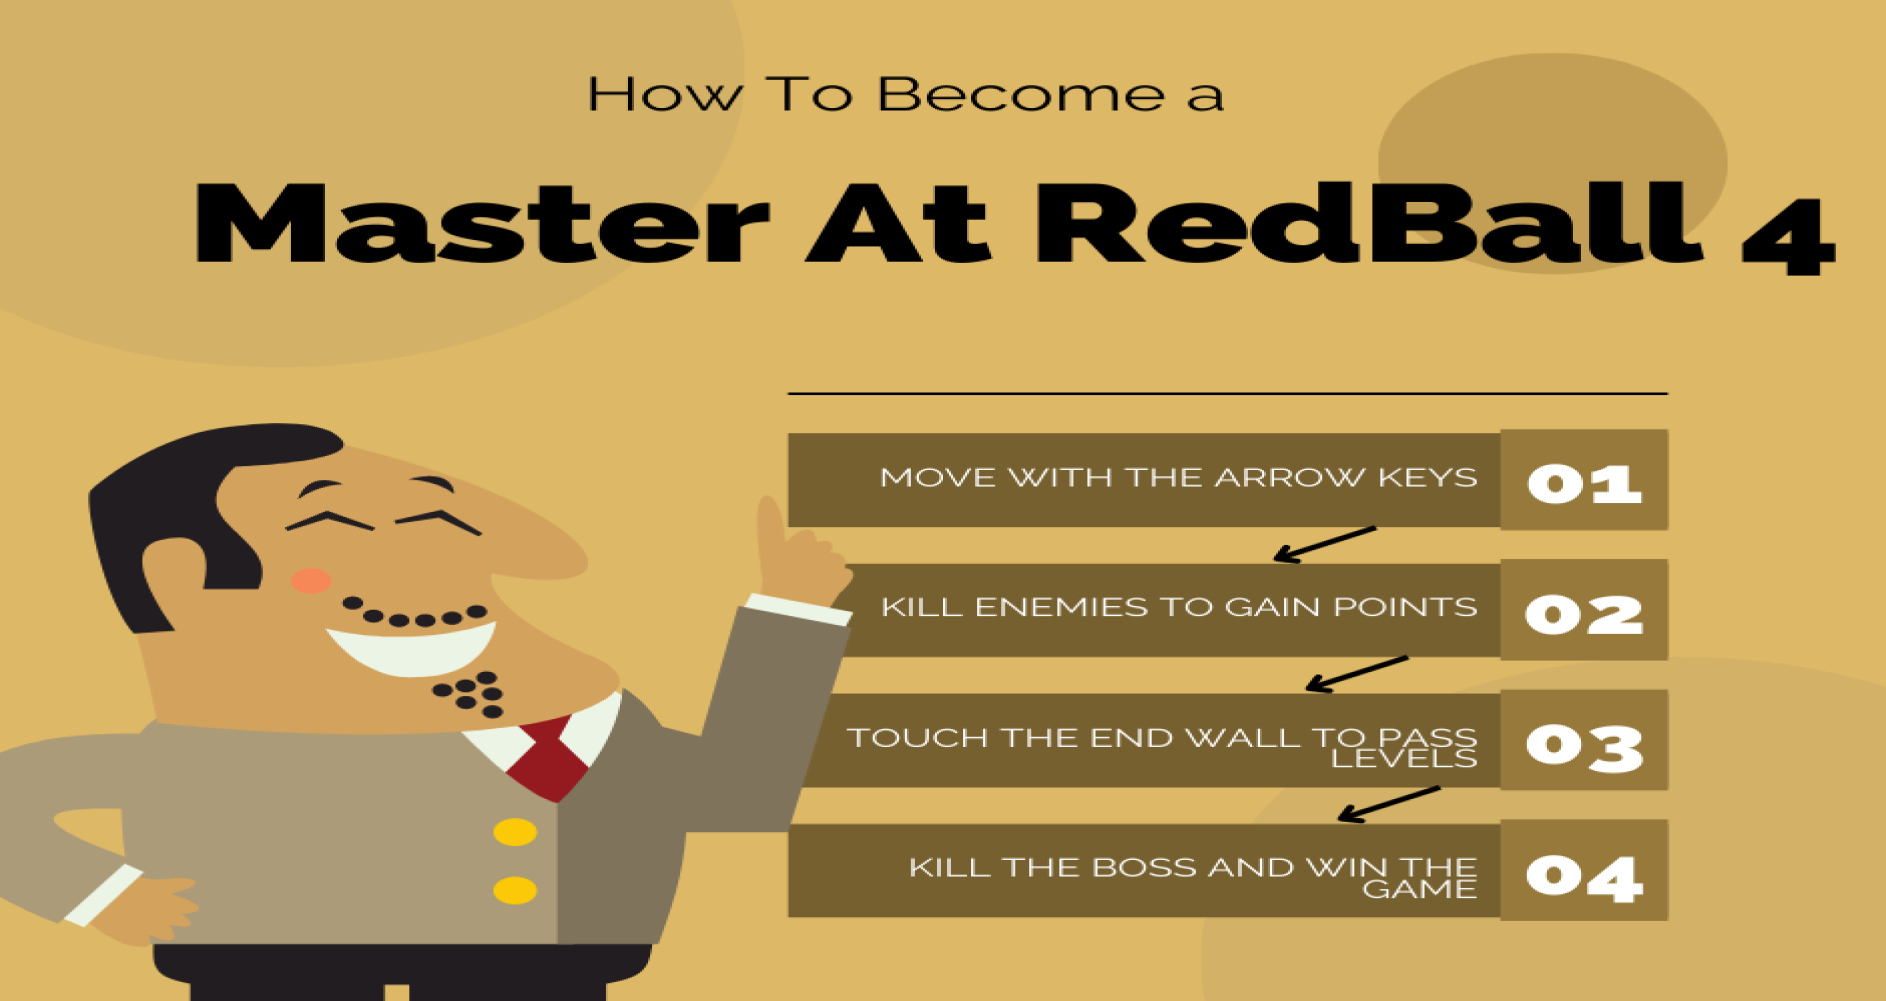 How To Become a
Master At RedBall 4
MOVE WITH THE ARROW KEYS 01
KILL ENEMIES TO GAIN POINTS 02
TOUCH THE END WALL TO PASS
LEVELS 03
KILL THE BOSS AND WIN THE
GAME 04